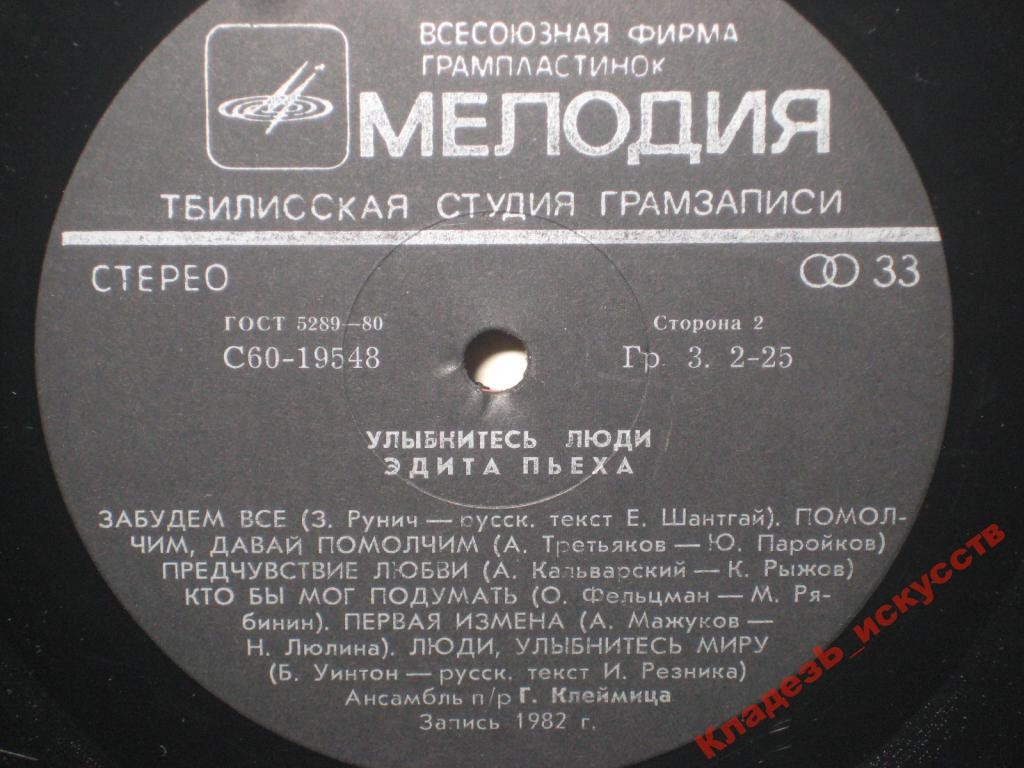 ВСЕСОЮЗНАЯ ФИРМА
ГРАМПЛАСТИНОК
МЕЛОДИЯ
ТБИЛИССКАЯ СТУДИЯ ГРАМЗАПИСИ
СТЕРЕО 33
ГОСТ 5289—80 Сторона 2
С60-19548 Гр. 3. 2-25
УЛЫБНИТЕСЬ ЛЮДИ
ЭДИТА ПЬЕХА
ЗАБУДЕМ ВСЕ (З. Рунич — русск. текст Е. Шантгай). ПОМОЛ-
ЧИМ, ДАВАЙ ПОМОЛЧИМ (А. Третьяков — Ю. Паройков)
ПРЕДЧУВСТВИЕ ЛЮБВИ (А. Кальварский — К. Рыжов)
КТО БЫ МОГ ПОДУМАТЬ (О. Фельцман — М. Ря-
бинин). ПЕРВАЯ ИЗМЕНА (А. Мажуков —
Н. Люлина). ЛЮДИ, УЛЫБНИТЕСЬ МИРУ
(Б. Уинтон — русск. текст И. Резника)
Ансамбль п/р Г. Клеймица
Запись 1982 г.
Кладезь_искусств